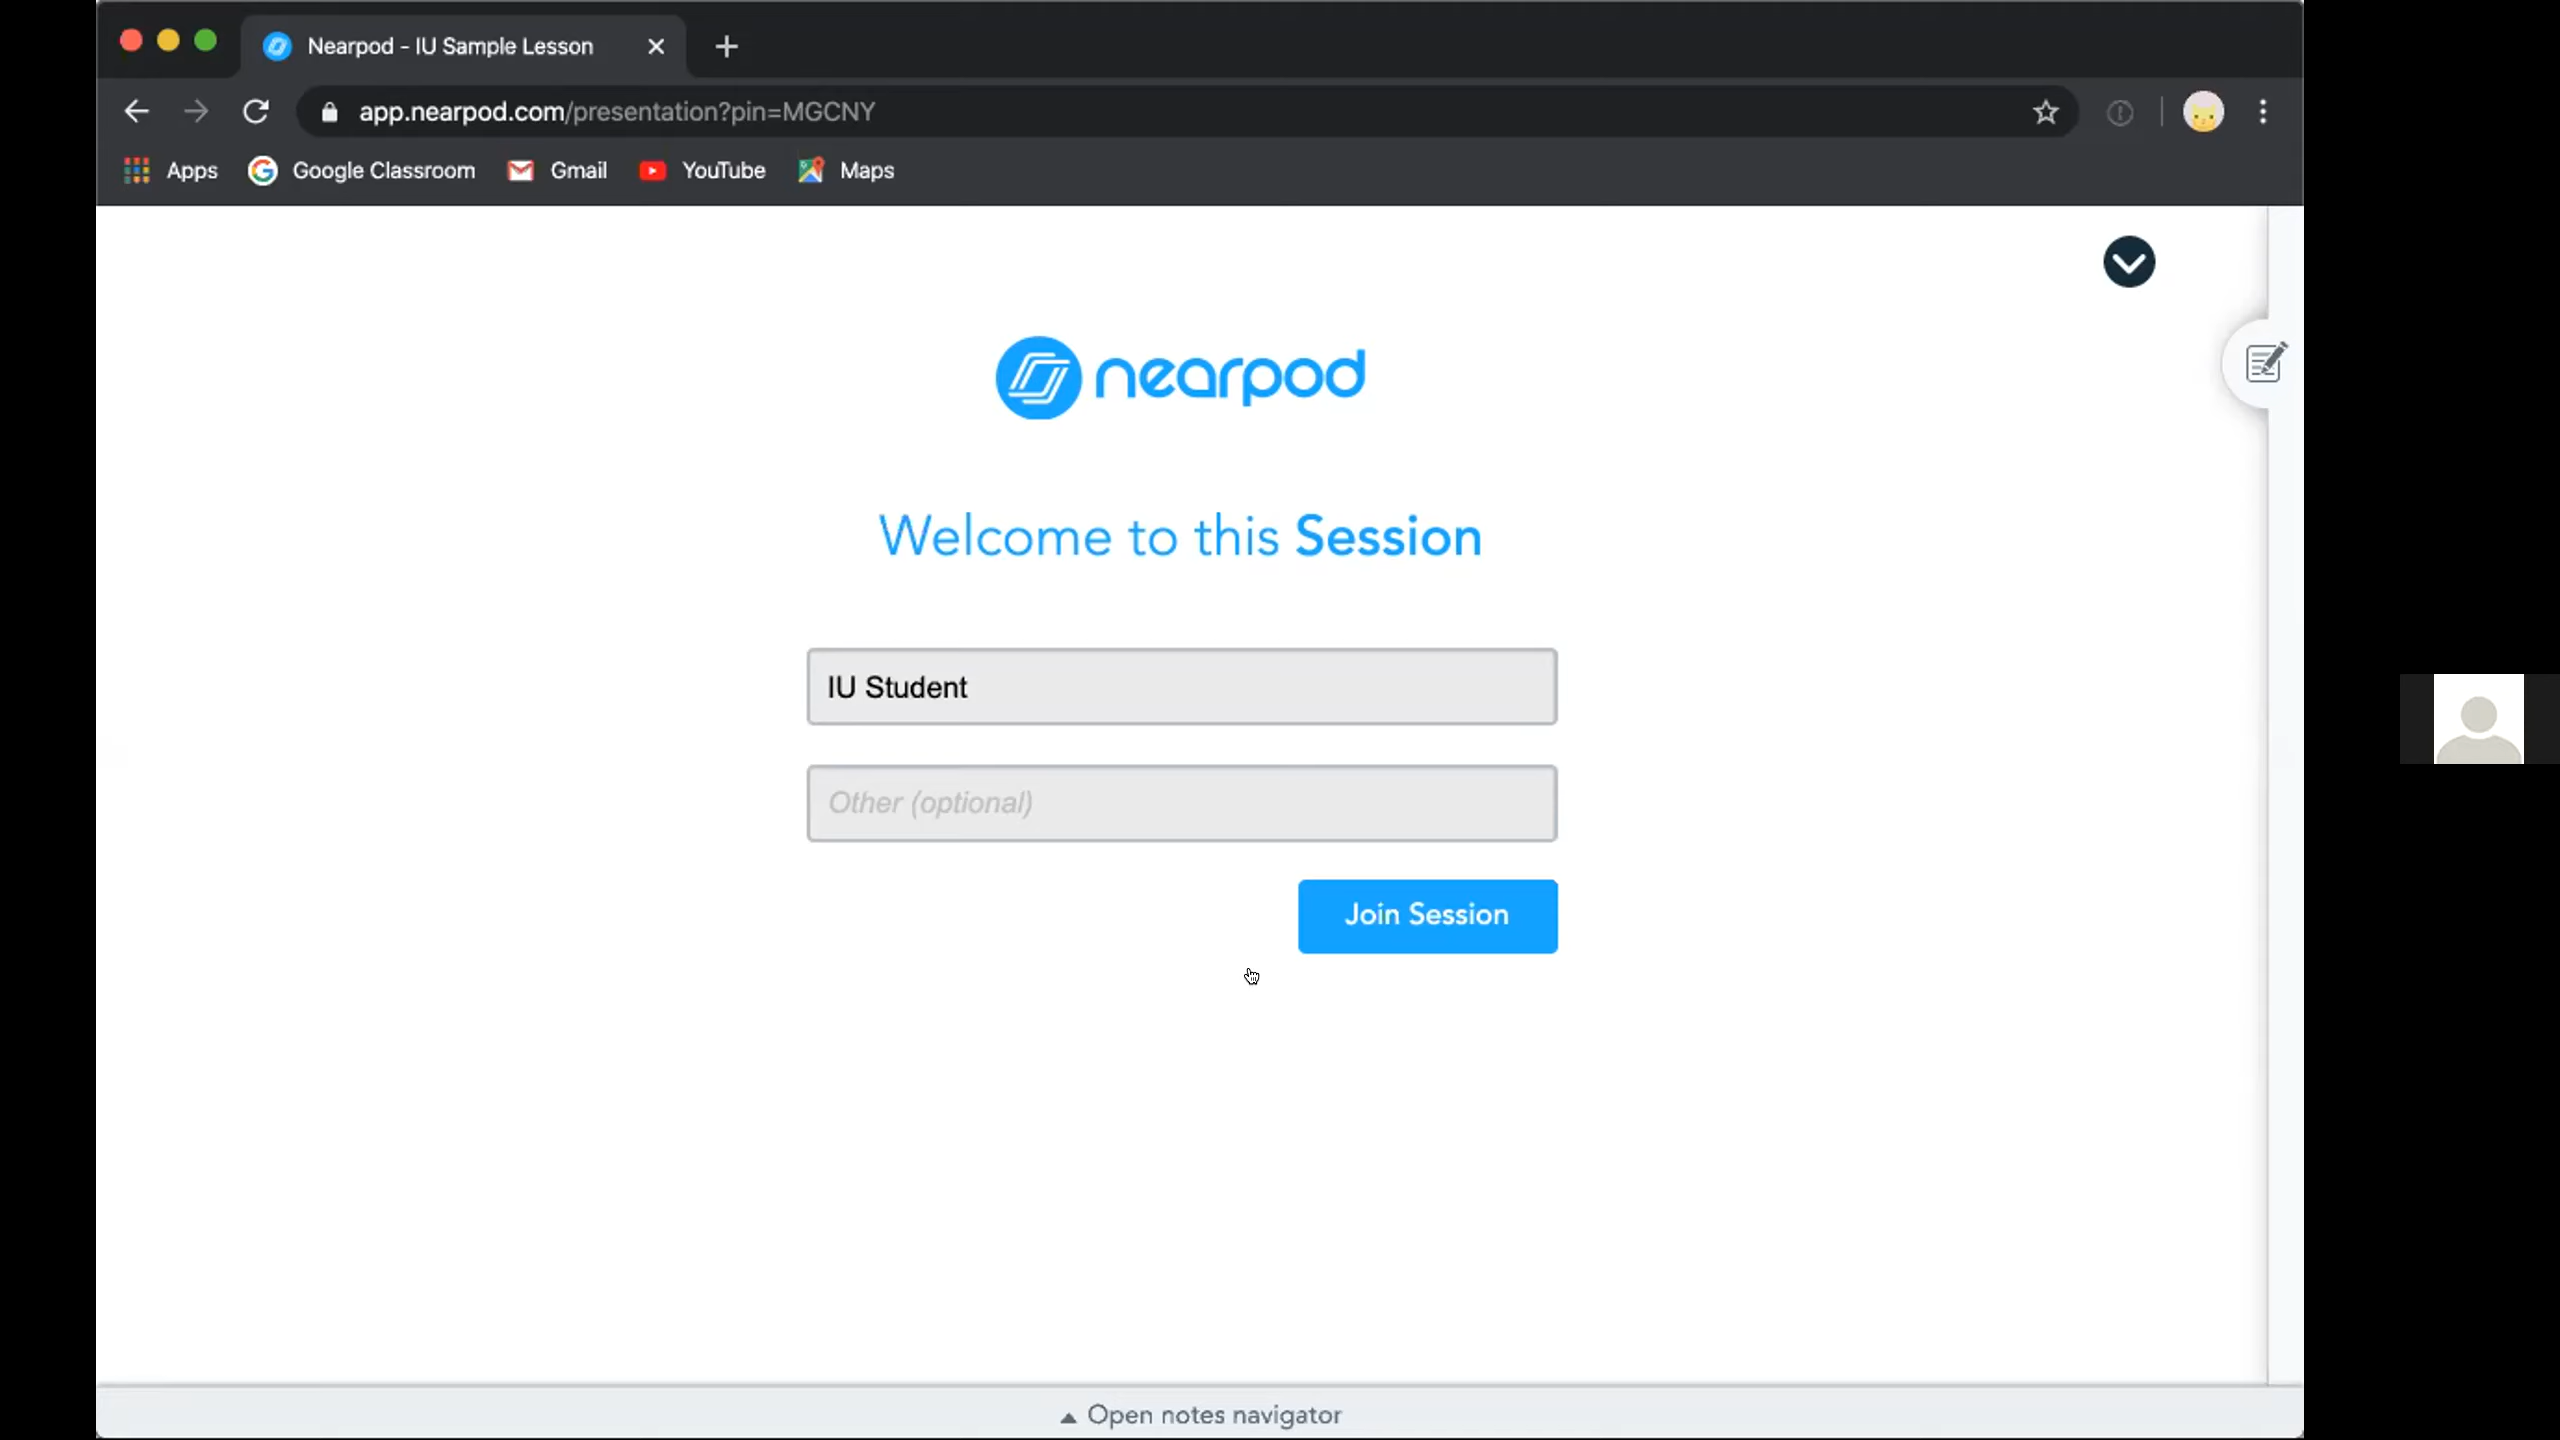 Nearpod - IU Sample Lesson
app.nearpod.com/presentation?pin=MGCNY
Apps Google Classroom Gmail YouTube Maps
nearpod
Welcome to this Session
IU Student
Other (optional)
Join Session
Open notes navigator